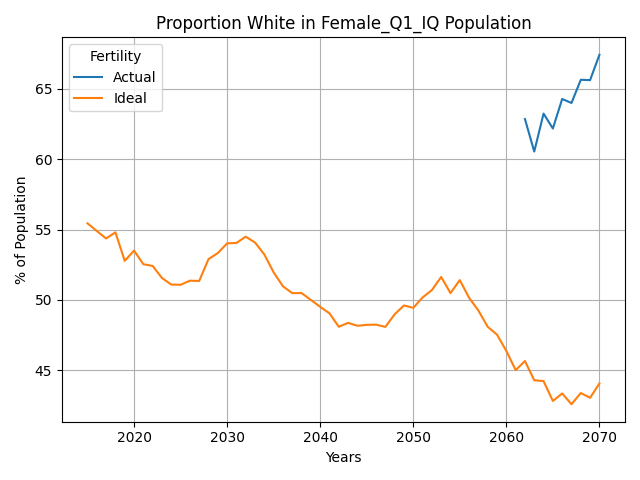 Proportion White in Female_Q1_IQ Population
Fertility
Actual
Ideal
% of Population
65
60
55
50
45
2020 2030 2040 2050 2060 2070
Years